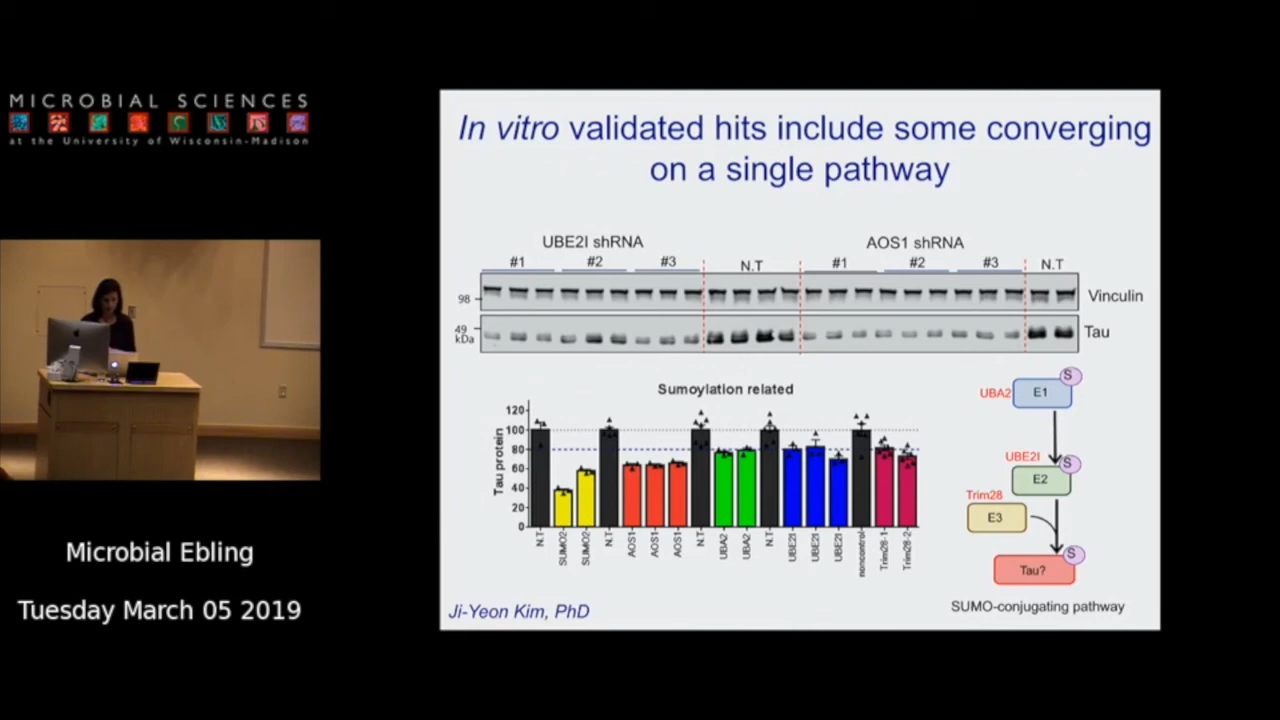 MICROBIAL SCIENCES
at the University of Wisconsin-Madison
Microbial Ebling
Tuesday March 05 2019
In vitro validated hits include some converging
on a single pathway
UBE2I shRNA
AOS1 shRNA
#1
#2
#3
N.T
#1
#2
#3
N.T
98
Vinculin
49
kDa
Tau
Sumoylation related
Tau protein
120
100
80
60
40
20
0
N.T
SUMO2
SUMO2
N.T
AOS1
AOS1
AOS1
N.T
UBA2
UBA2
N.T
UBE2I
UBE2I
UBE2I
noncontrol
Trim28-1
Trim28-2
S
UBA2
E1
UBE2I
S
E2
Trim28
E3
S
Tau?
SUMO-conjugating pathway
Ji-Yeon Kim, PhD